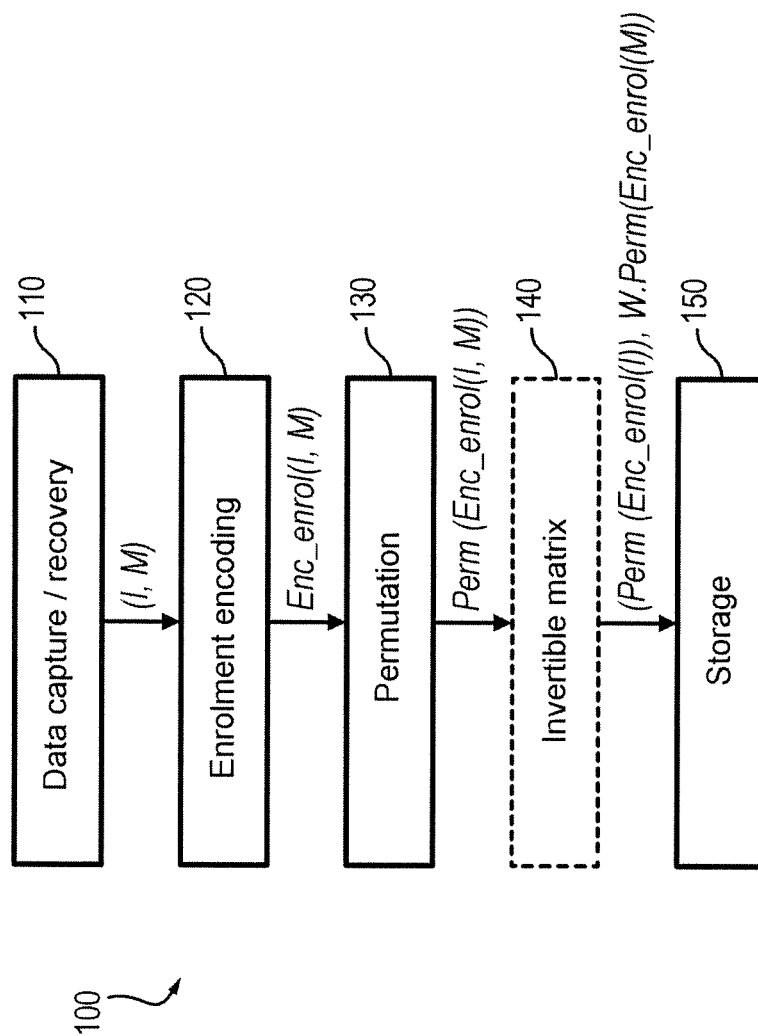 100
Data capture / recovery
110
(I, M)
Enrolment encoding
120
Enc_enrol(I, M)
Permutation
130
Perm (Enc_enrol(I, M))
Invertible matrix
140
(Perm (Enc_enrol(I)), W.Perm(Enc_enrol(M))
Storage
150